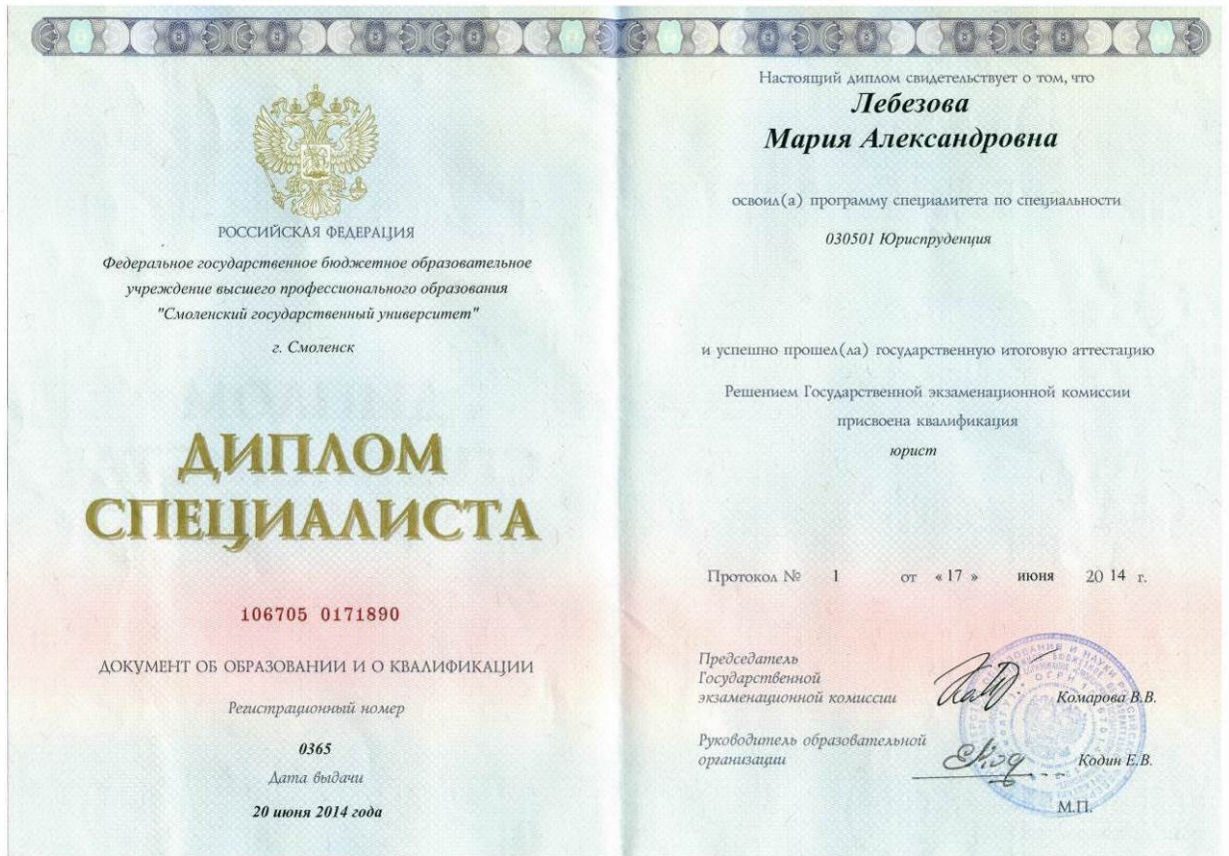 РОССИЙСКАЯ ФЕДЕРАЦИЯ
Федеральное государственное бюджетное образовательное
учреждение высшего профессионального образования
"Смоленский государственный университет"
г. Смоленск
ДИПЛОМ
СПЕЦИАЛИСТА
106705 0171890
ДОКУМЕНТ ОБ ОБРАЗОВАНИИ И О КВАЛИФИКАЦИИ
Регистрационный номер
0365
Дата выдачи
20 июня 2014 года
Настоящий диплом свидетельствует о том, что
Лебезова
Мария Александровна
освоил(а) программу специалитета по специальности
030501 Юриспруденция
и успешно прошел(ла) государственную итоговую аттестацию
Решением Государственной экзаменационной комиссии
присвоена квалификация
юрист
Протокол № 1 от « 17 » июня 20 14 г.
Председатель
Государственной
экзаменационной комиссии Комарова В.В.
Руководитель образовательной
организации Кодин Е.В.
М.П.